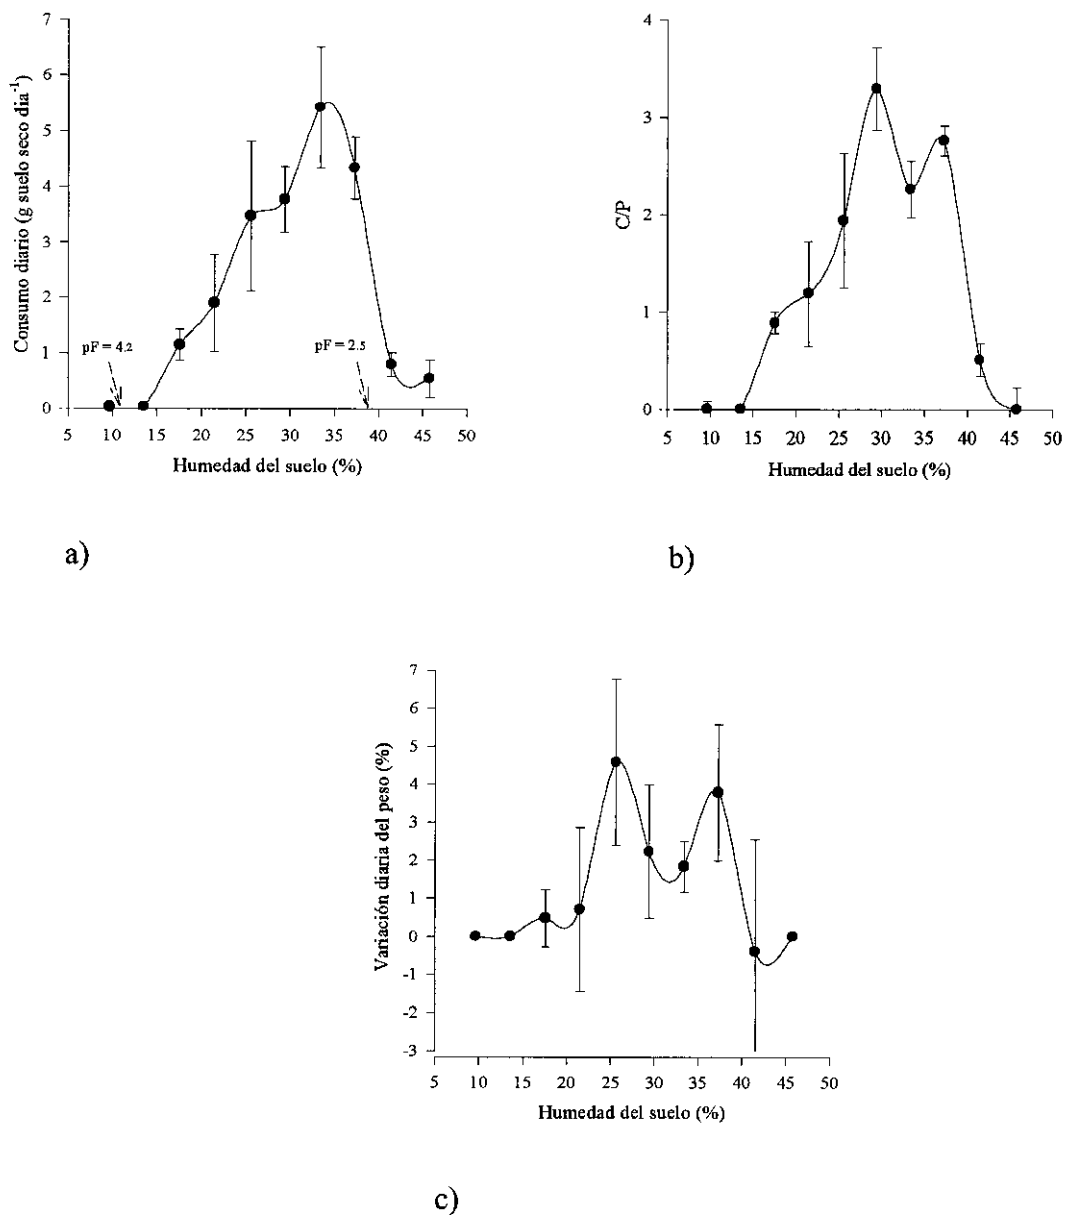 7
6
5
4
3
2
1
0
Consumo diario (g suelo seco dia-1)
pF = 4.2
pF = 2.5
5 10 15 20 25 30 35 40 45 50
Humedad del suelo (%)
a)
4
3
2
1
0
C/P
5 10 15 20 25 30 35 40 45 50
Humedad del suelo (%)
b)
7
6
5
4
3
2
1
0
-1
-2
-3
Variación diaria del peso (%)
5 10 15 20 25 30 35 40 45 50
Humedad del suelo (%)
c)